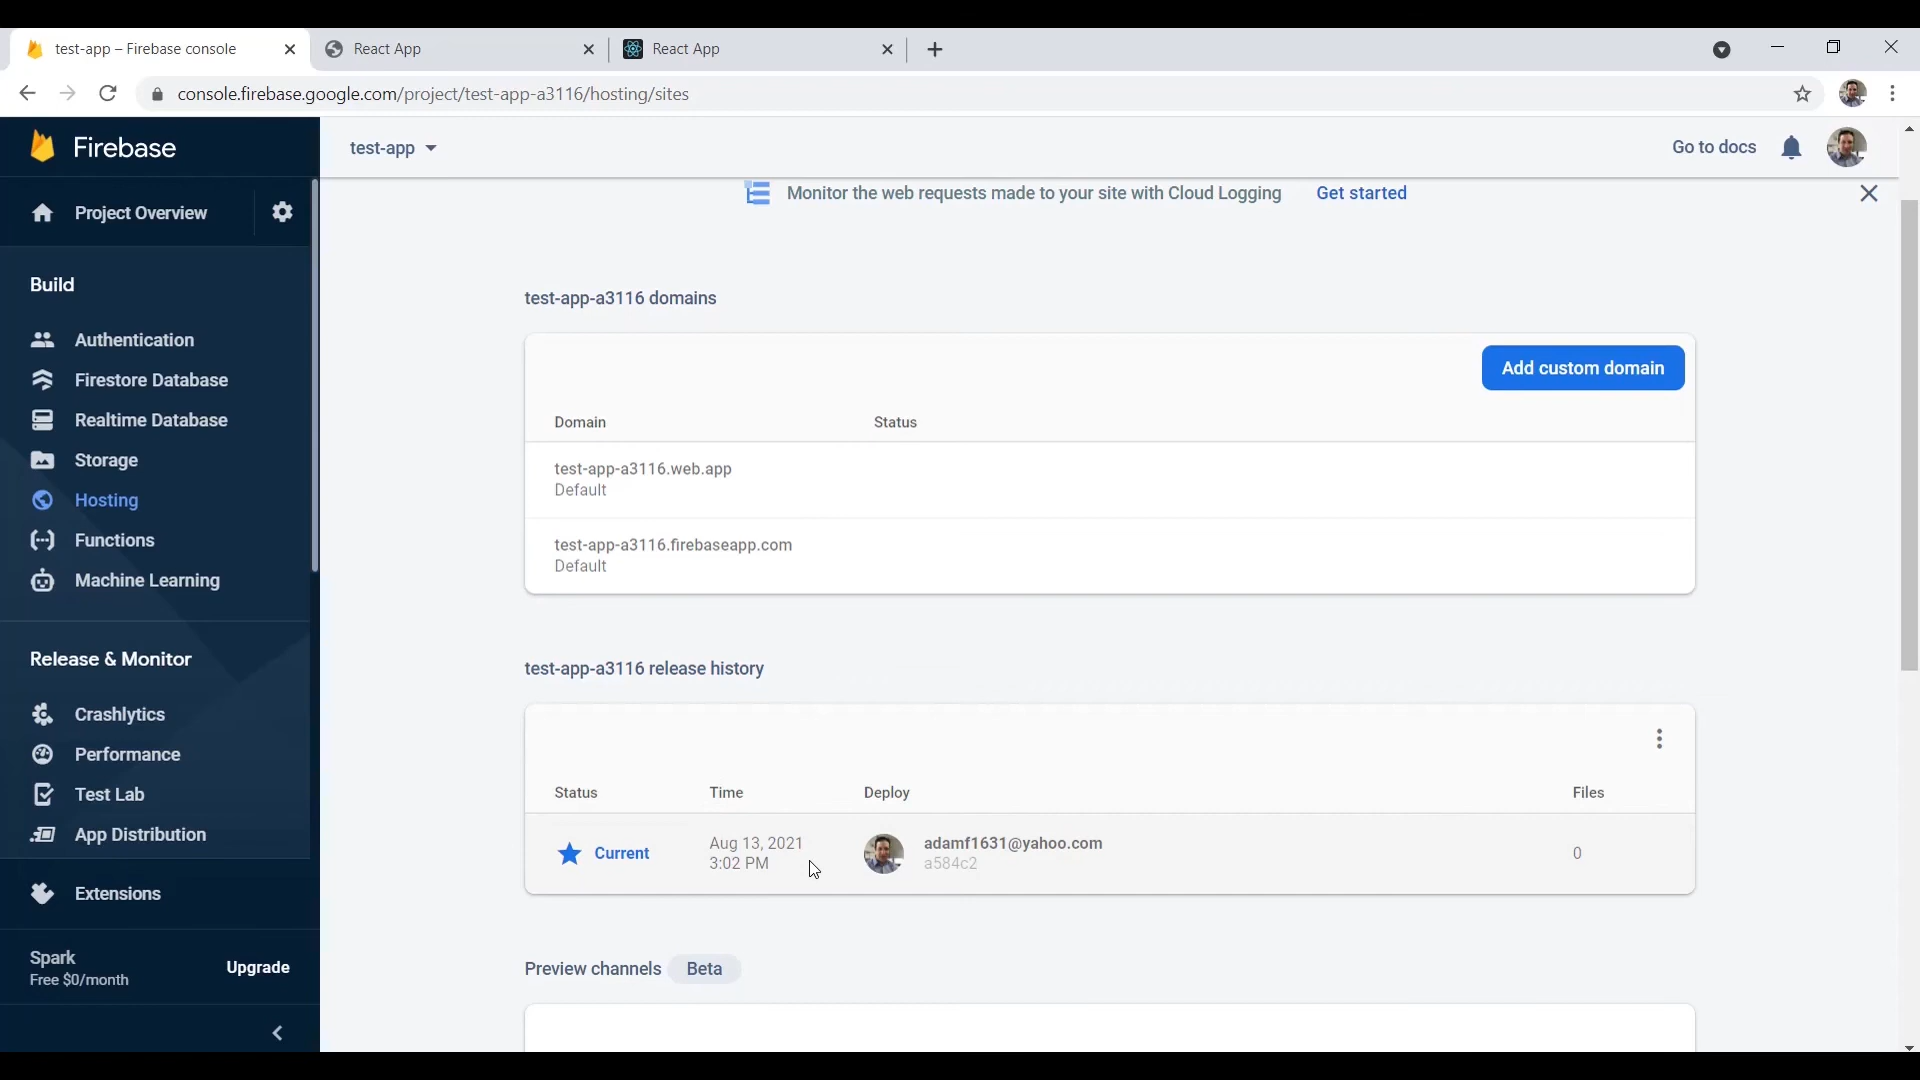 test-app – Firebase console
React App
React App
console.firebase.google.com/project/test-app-a3116/hosting/sites
Firebase
test-app
Go to docs
Project Overview
Monitor the web requests made to your site with Cloud Logging
Get started
Build
Authentication
Firestore Database
Realtime Database
Storage
Hosting
Functions
Machine Learning
Release & Monitor
Crashlytics
Performance
Test Lab
App Distribution
Extensions
Spark
Free $0/month
Upgrade
test-app-a3116 domains
Add custom domain
Domain
Status
test-app-a3116.web.app
Default
test-app-a3116.firebaseapp.com
Default
test-app-a3116 release history
Status
Time
Deploy
Files
Current
Aug 13, 2021
3:02 PM
adamf1631@yahoo.com
a584c2
0
Preview channels
Beta